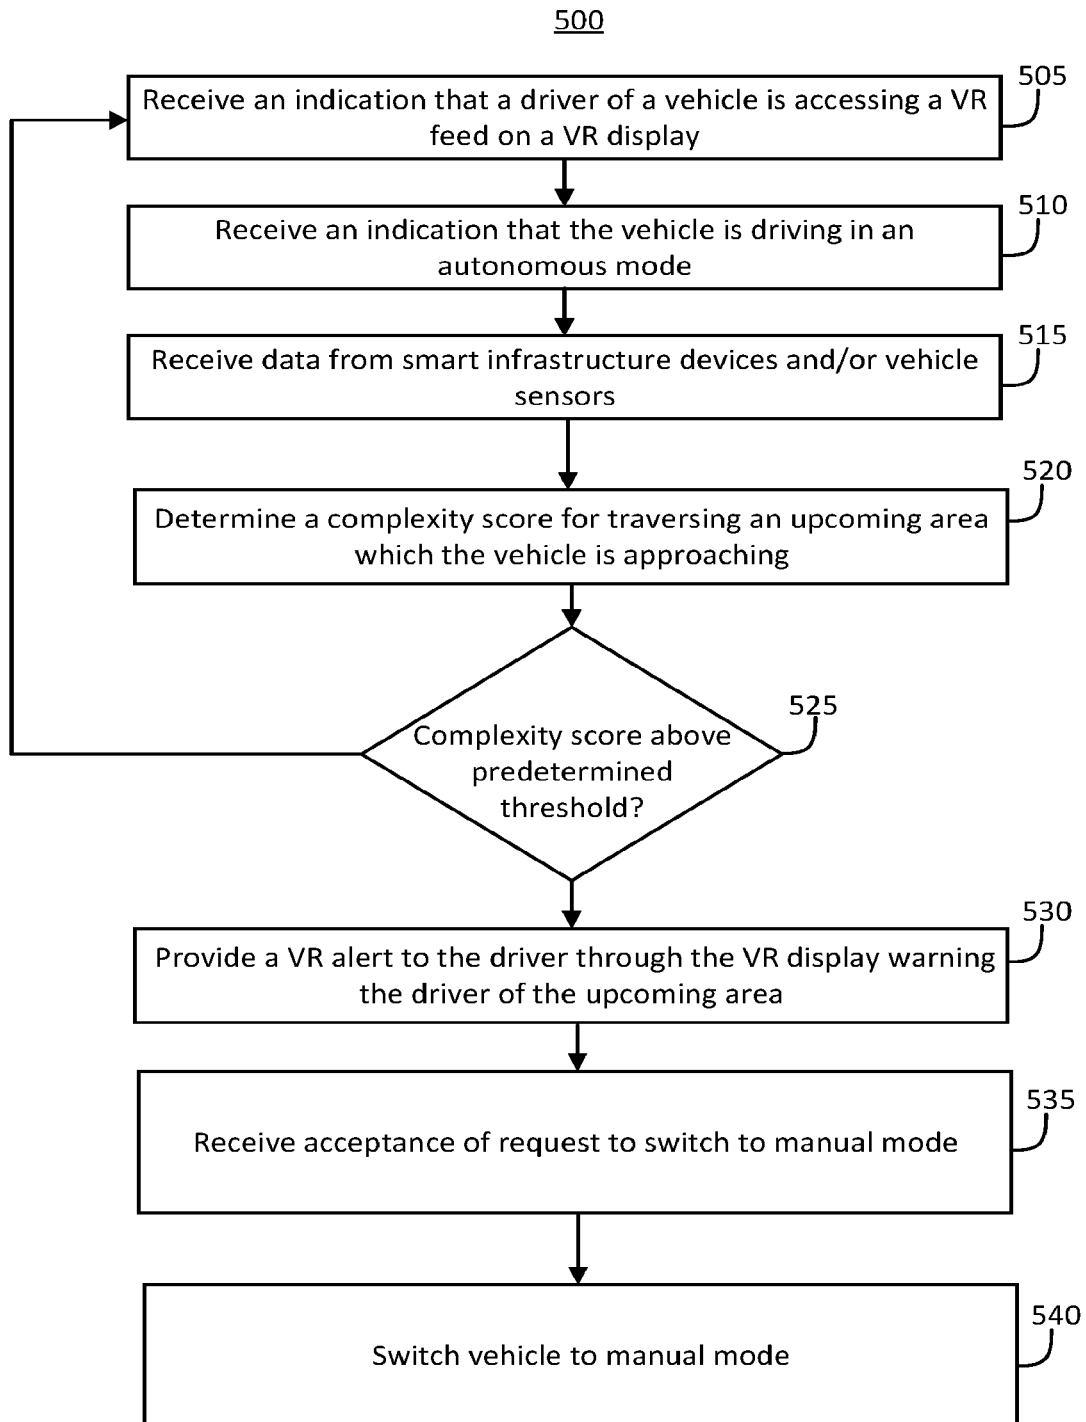 500
505
Receive an indication that a driver of a vehicle is accessing a VR
feed on a VR display
510
Receive an indication that the vehicle is driving in an
autonomous mode
515
Receive data from smart infrastructure devices and/or vehicle
sensors
520
Determine a complexity score for traversing an upcoming area
which the vehicle is approaching
525
Complexity score above
predetermined
threshold?
530
Provide a VR alert to the driver through the VR display warning
the driver of the upcoming area
535
Receive acceptance of request to switch to manual mode
540
Switch vehicle to manual mode